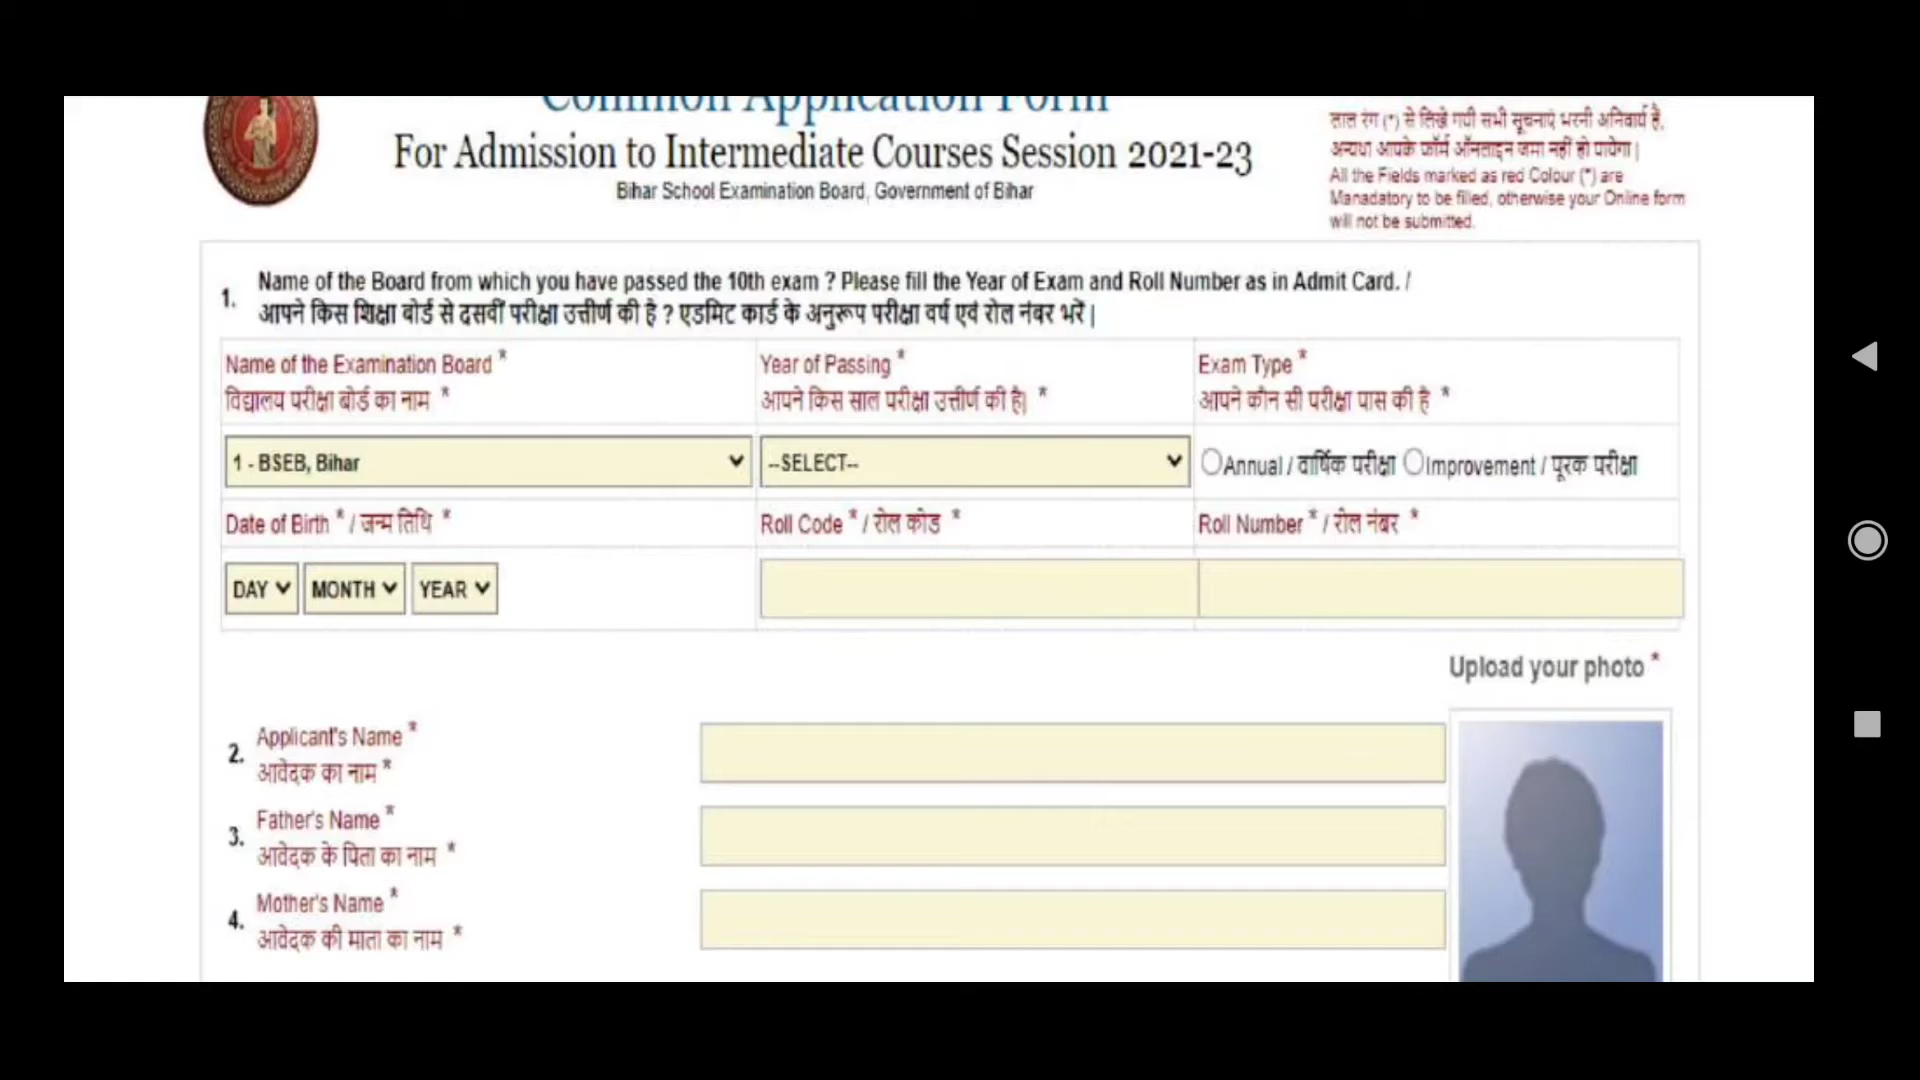 Common Application Form
For Admission to Intermediate Courses Session 2021-23
Bihar School Examination Board, Government of Bihar
लाल रंग (*) से लिखे गयी सभी सूचनाएं भरनी अनिवार्य है,
अन्यथा आपके फॉर्म ऑनलाइन जमा नहीं हो पायेगा |
All the Fields marked as red Colour (*) are
Manadatory to be filled, otherwise your Online form
will not be submitted.
1. Name of the Board from which you have passed the 10th exam ? Please fill the Year of Exam and Roll Number as in Admit Card. /
आपने किस शिक्षा बोर्ड से दसवीं परीक्षा उत्तीर्ण की है ? एडमिट कार्ड के अनुरूप परीक्षा वर्ष एवं रोल नंबर भरें |
Name of the Examination Board * Year of Passing * Exam Type *
विद्यालय परीक्षा बोर्ड का नाम * आपने किस साल परीक्षा उत्तीर्ण की है| * आपने कौन सी परीक्षा पास की है *
1 - BSEB, Bihar --SELECT-- Annual / वार्षिक परीक्षा Improvement / पूरक परीक्षा
Date of Birth * / जन्म तिथि * Roll Code * / रोल कोड * Roll Number * / रोल नंबर *
DAY MONTH YEAR
Upload your photo *
2. Applicant's Name *
आवेदक का नाम *
3. Father's Name *
आवेदक के पिता का नाम *
4. Mother's Name *
आवेदक की माता का नाम *